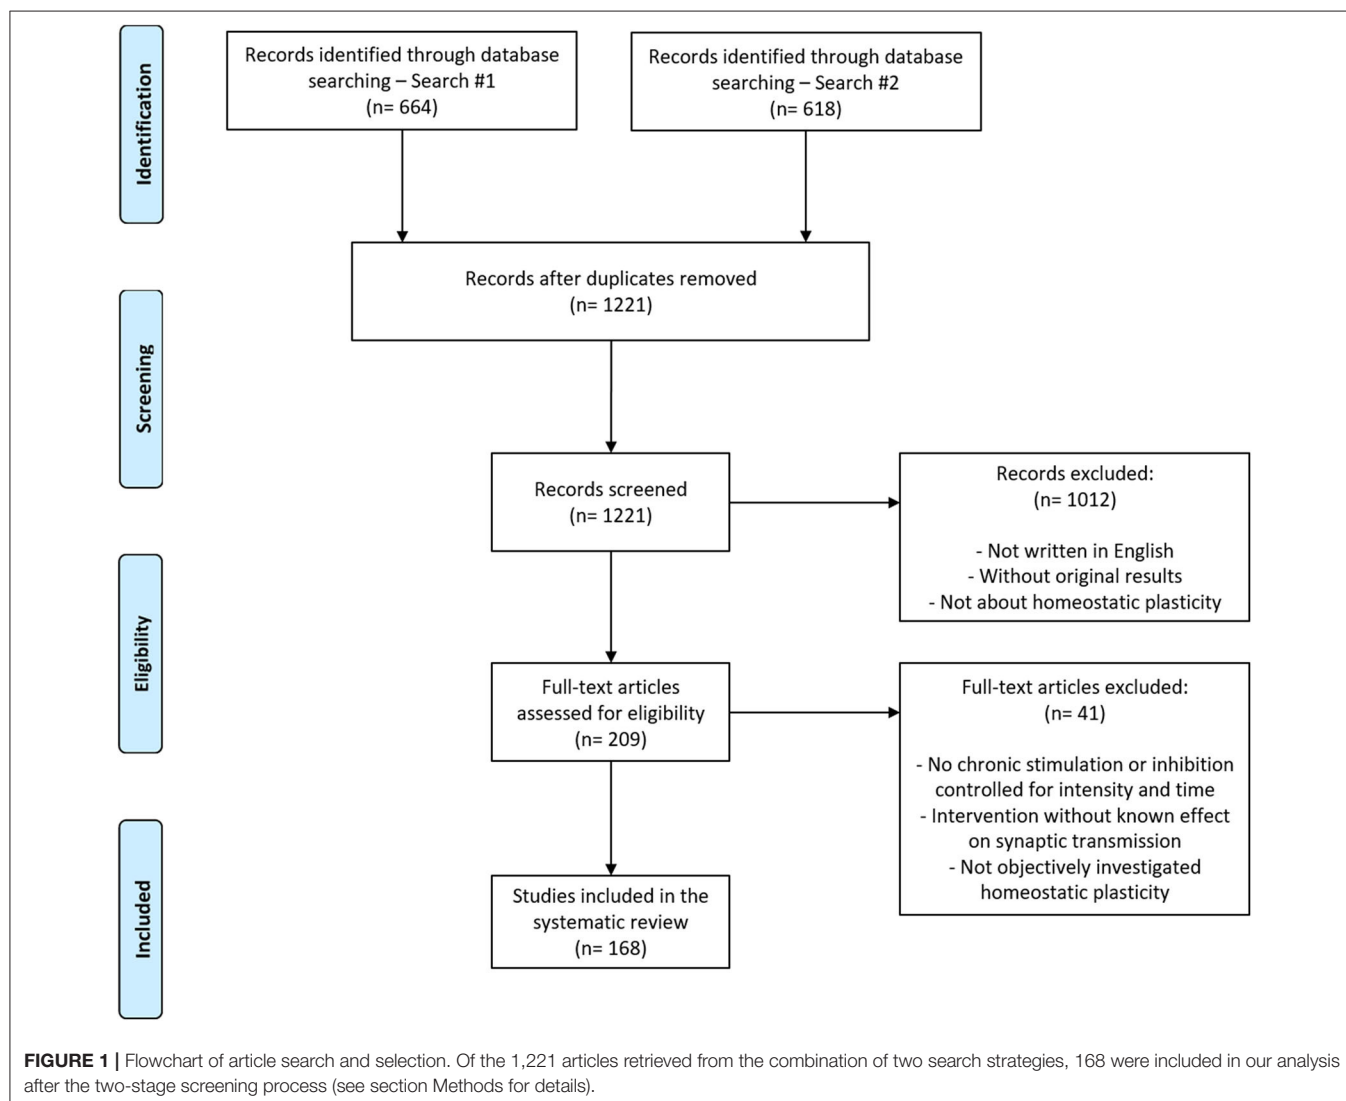 Identification
Records identified through database
searching – Search #1
(n= 664)
Records identified through database
searching – Search #2
(n= 618)
Records after duplicates removed
(n= 1221)
Screening
Records screened
(n= 1221)
Records excluded:
(n= 1012)
- Not written in English
- Without original results
- Not about homeostatic plasticity
Eligibility
Full-text articles
assessed for eligibility
(n= 209)
Full-text articles excluded:
(n= 41)
- No chronic stimulation or inhibition
controlled for intensity and time
- Intervention without known effect
on synaptic transmission
- Not objectively investigated
homeostatic plasticity
Included
Studies included in the
systematic review
(n= 168)
FIGURE 1 | Flowchart of article search and selection. Of the 1,221 articles retrieved from the combination of two search strategies, 168 were included in our analysis
after the two-stage screening process (see section Methods for details).